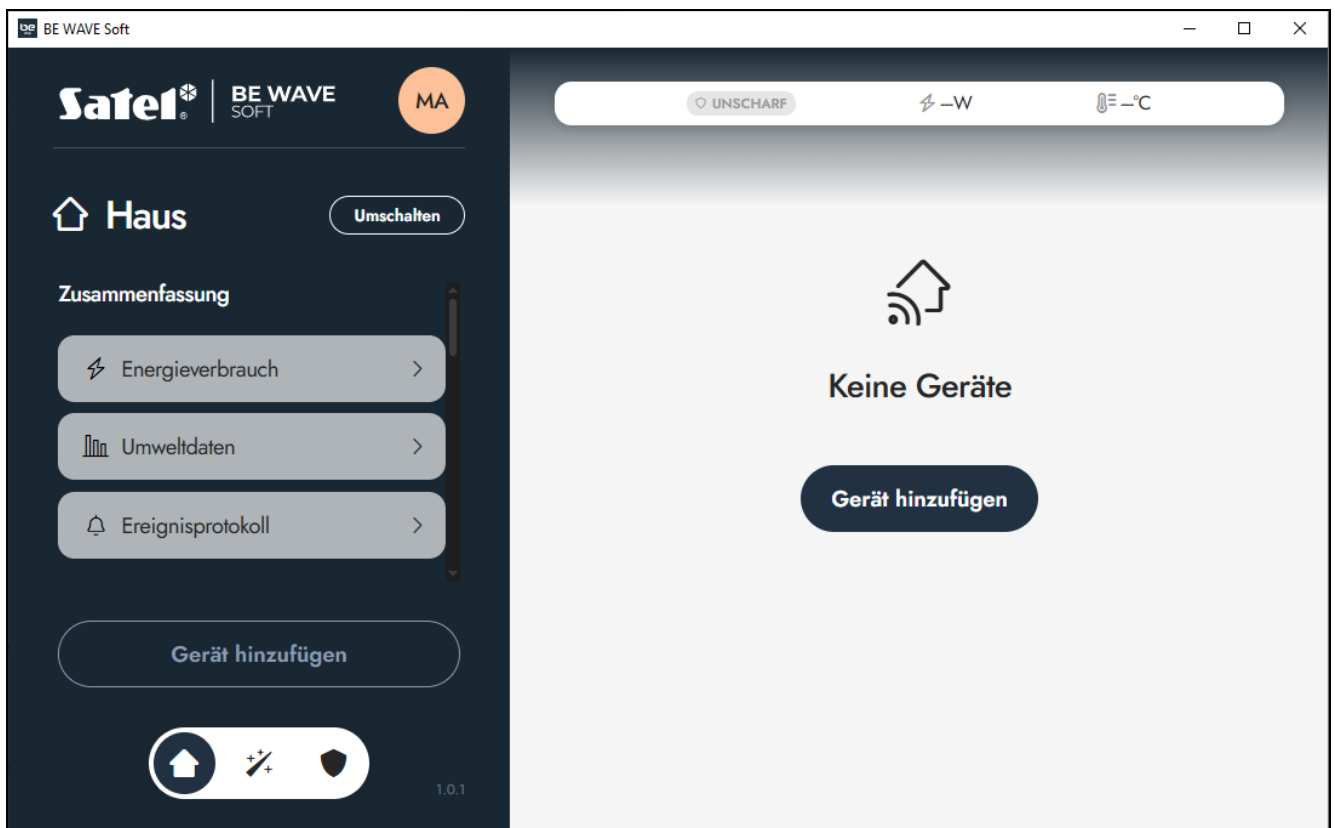 be
BE WAVE Soft
Satel®
BE WAVE
SOFT
MA
UNSCHARF
–W
–°C
Haus
Umschalten
Zusammenfassung
Energieverbrauch
Umweltdaten
Ereignisprotokoll
Gerät hinzufügen
1.0.1
Keine Geräte
Gerät hinzufügen